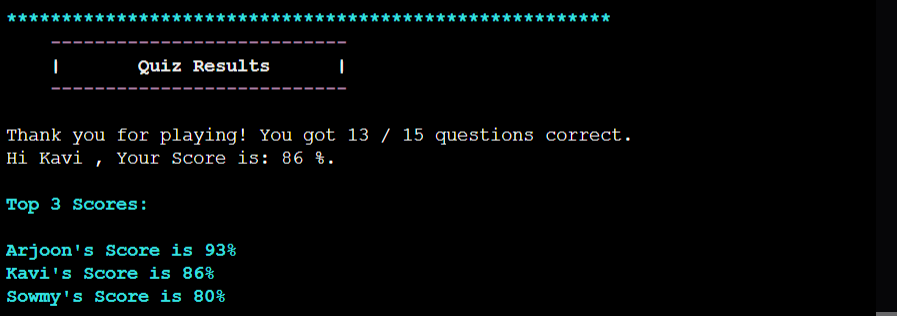 *******************************************************
---------------------------
| Quiz Results |
---------------------------
Thank you for playing! You got 13 / 15 questions correct.
Hi Kavi , Your Score is: 86 %.
Top 3 Scores:
Arjoon's Score is 93%
Kavi's Score is 86%
Sowmy's Score is 80%